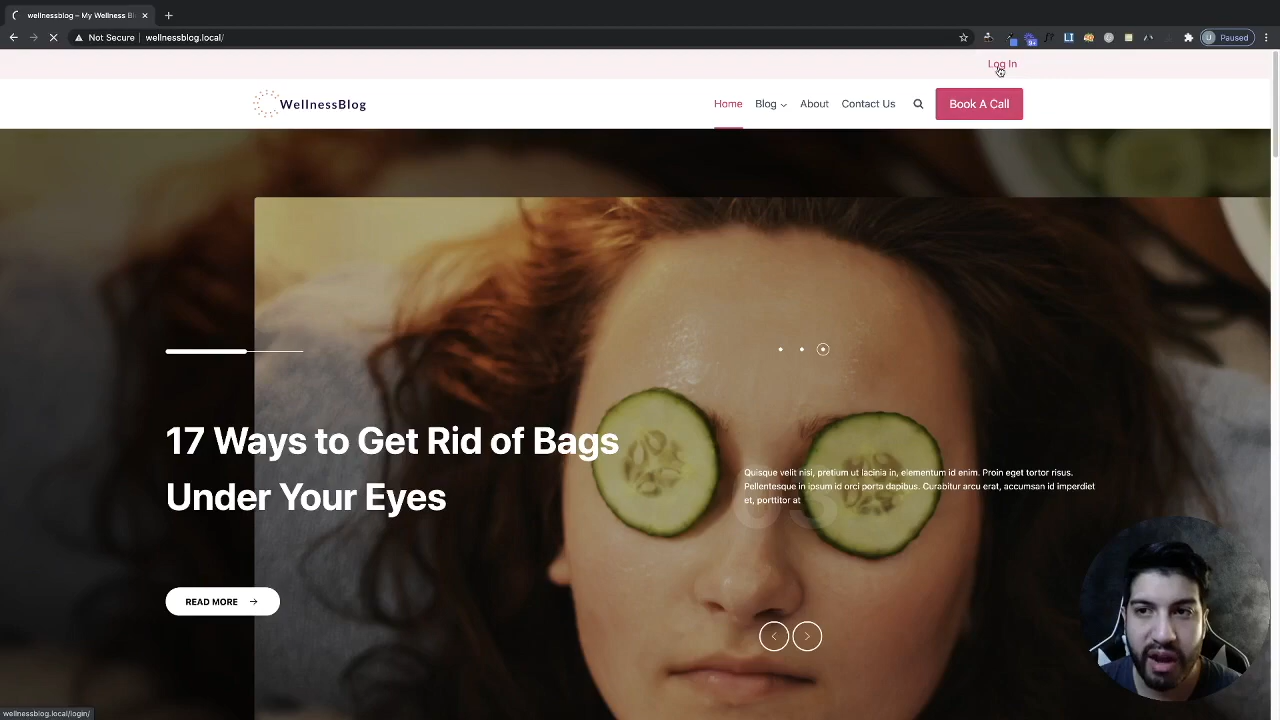 wellnessblog – My Wellness Bl
Not Secure
wellnessblog.local/
Paused
Log In
WellnessBlog
Home
Blog
About
Contact Us
Book A Call
17 Ways to Get Rid of Bags
Under Your Eyes
Quisque velit nisi, pretium ut lacinia in, elementum id enim. Proin eget tortor risus.
Pellentesque in ipsum id orci porta dapibus. Curabitur arcu erat, accumsan id imperdiet
et, porttitor at
03
READ MORE
wellnessblog.local/login/